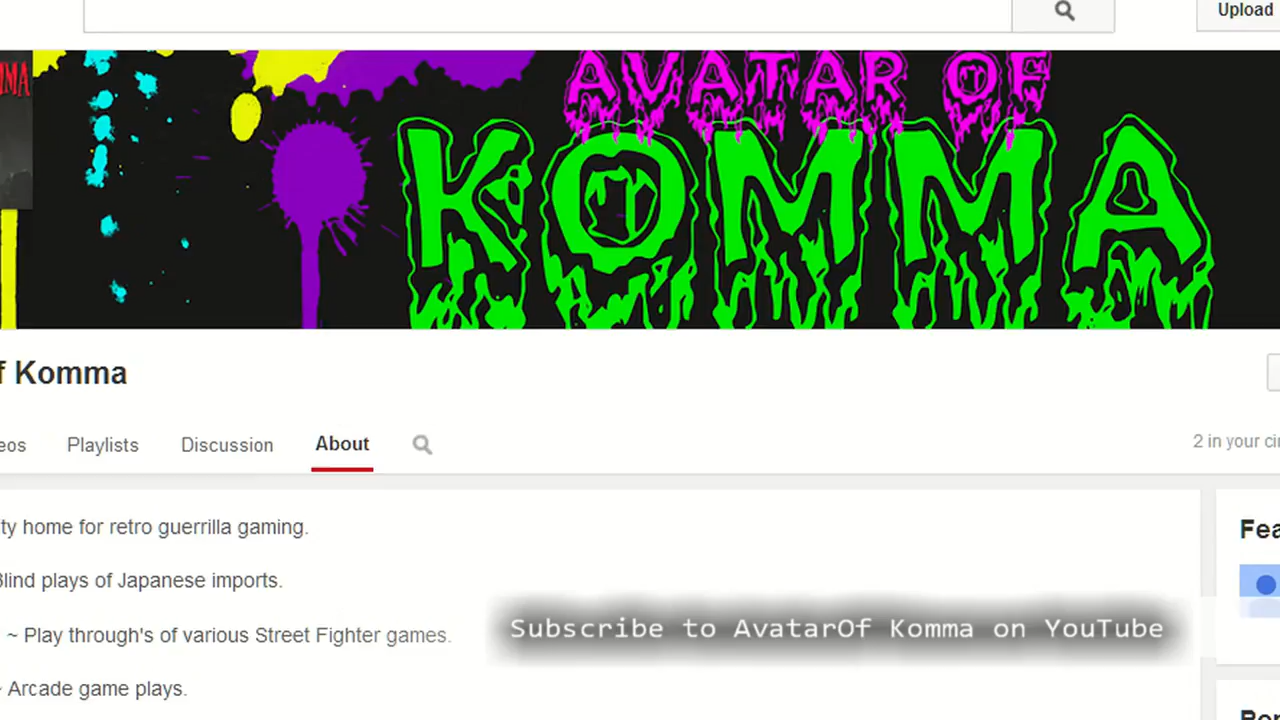 Upload
MMA
AVATAR OF
KOMMA
f Komma
eos Playlists Discussion About
2 in your cir
ty home for retro guerrilla gaming.
Blind plays of Japanese imports.
~ Play through's of various Street Fighter games.
Subscribe to AvatarOf Komma on YouTube
~ Arcade game plays.
Fea